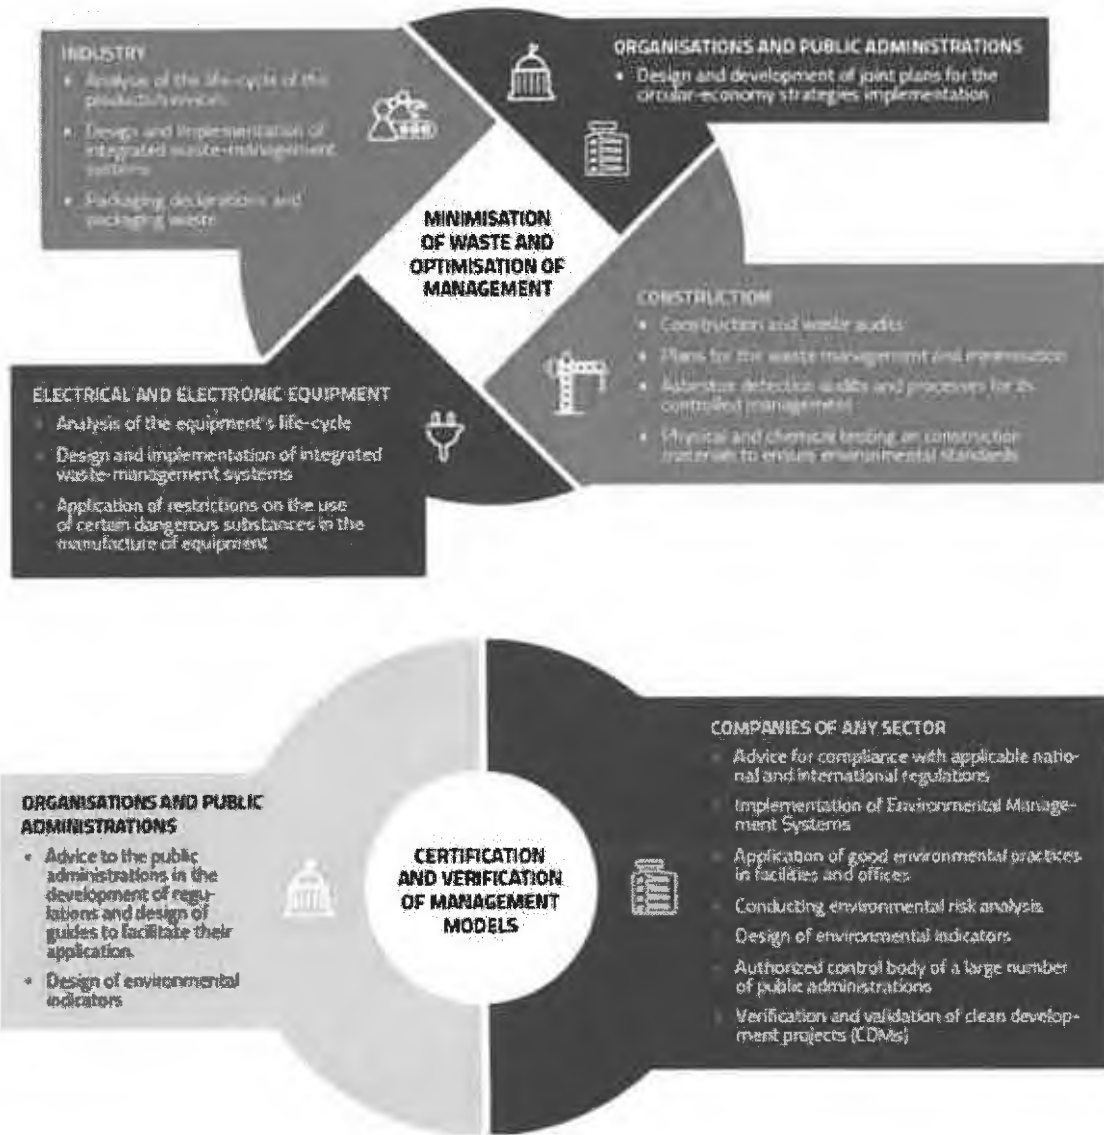 INDUSTRY
• Analysis of the life-cycle of the
products/services
• Design and implementation of
integrated waste-management
systems
• Packaging declarations and
packaging waste
ORGANISATIONS AND PUBLIC ADMINISTRATIONS
• Design and development of joint plans for the
circular-economy strategies implementation
MINIMISATION
OF WASTE AND
OPTIMISATION OF
MANAGEMENT
CONSTRUCTION
• Construction and waste audits
• Plans for the waste management and minimisation
• Asbestos detection audits and processes for its
controlled management
• Physical and chemical testing on construction
materials to ensure environmental standards
ELECTRICAL AND ELECTRONIC EQUIPMENT
Analysis of the equipment's life-cycle
Design and implementation of integrated
waste-management systems
Application of restrictions on the use
of certain dangerous substances in the
manufacture of equipment
ORGANISATIONS AND PUBLIC
ADMINISTRATIONS
• Advice to the public
administrations in the
development of regu-
lations and design of
guides to facilitate their
application.
• Design of environmental
indicators
CERTIFICATION
AND VERIFICATION
OF MANAGEMENT
MODELS
COMPANIES OF ANY SECTOR
Advice for compliance with applicable natio-
nal and international regulations
Implementation of Environmental Manage-
ment Systems
Application of good environmental practices
in facilities and offices
Conducting environmental risk analysis
Design of environmental indicators
Authorized control body of a large number
of public administrations
Verification and validation of clean develop-
ment projects (CDMs)